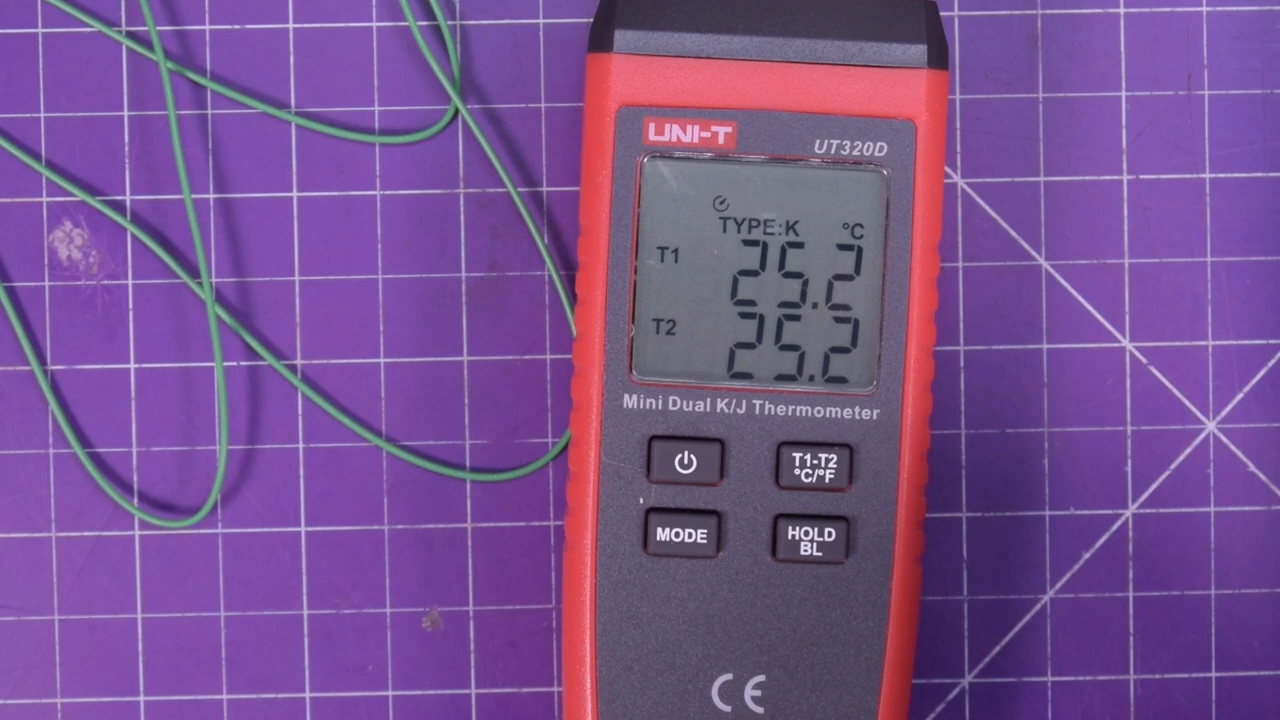 UNI-T
UT320D
TYPE:K °C
T1 25.2
T2 25.2
Mini Dual K/J Thermometer
T1-T2
°C/°F
MODE
HOLD
BL
CE